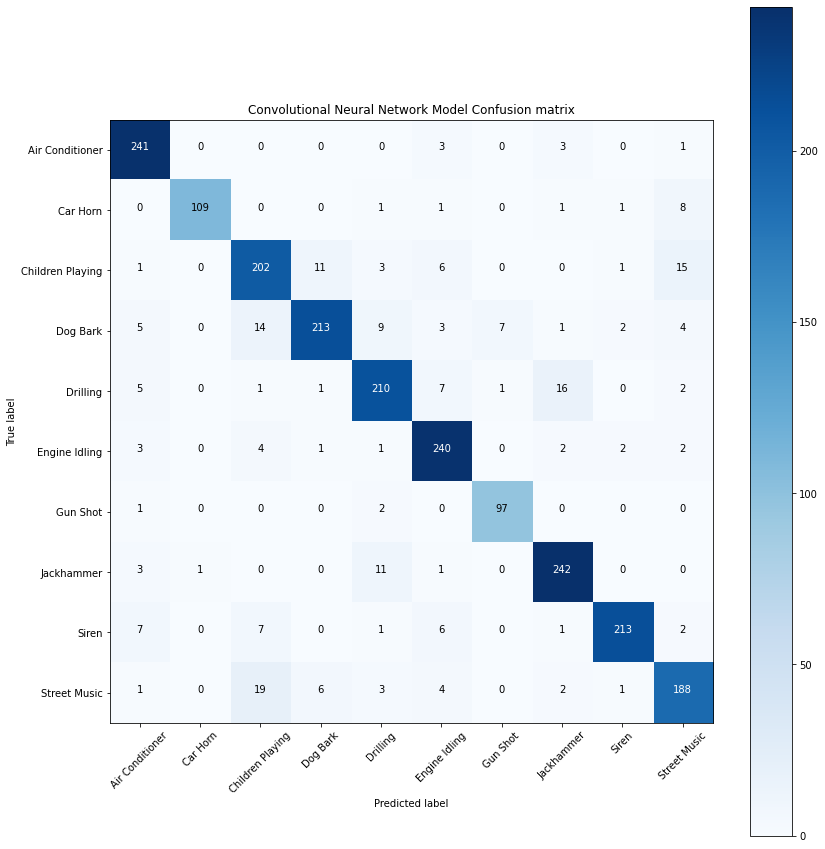 Convolutional Neural Network Model Confusion matrix
Air Conditioner 241 0 0 0 0 3 0 3 0 1
Car Horn 0 109 0 0 1 1 0 1 1 8
Children Playing 1 0 202 11 3 6 0 0 1 15
Dog Bark 5 0 14 213 9 3 7 1 2 4
Drilling 5 0 1 1 210 7 1 16 0 2
Engine Idling 3 0 4 1 1 240 0 2 2 2
Gun Shot 1 0 0 0 2 0 97 0 0 0
Jackhammer 3 1 0 0 11 1 0 242 0 0
Siren 7 0 7 0 1 6 0 1 213 2
Street Music 1 0 19 6 3 4 0 2 1 188
True label
Air Conditioner Car Horn Children Playing Dog Bark Drilling Engine Idling Gun Shot Jackhammer Siren Street Music
Predicted label
200
150
100
50
0